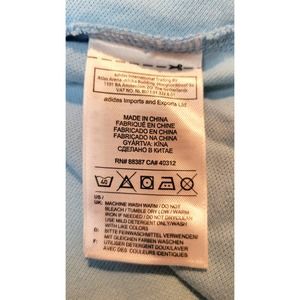 adidas International Trading BV
1101 BA Amsterdam ZO The Netherlands
adidas Imports and Exports Ltd
MADE IN CHINA
FABRIQUÉ EN CHINE
FABRICADO EN CHINA
FABRICADO NA CHINA
GYÁRTVA: KÍNA
СДЕЛАНО В КИТАЕ
RN# 88387 CA# 40312
40
US /
UK: MACHINE WASH WARM / DO NOT
BLEACH / TUMBLE DRY LOW / WARM
IRON IF NEEDED / DO NOT DRYCLEAN
USE MILD DETERGENT ONLY/WASH
D: BITTE FEINWASCHMITTEL VERWENDEN/
MIT GLEICHEN FARBEN WASCHEN
F: UTILISER DETERGENT DOUX/LAVER
AVEC DES COULEURS IDENTIQUES